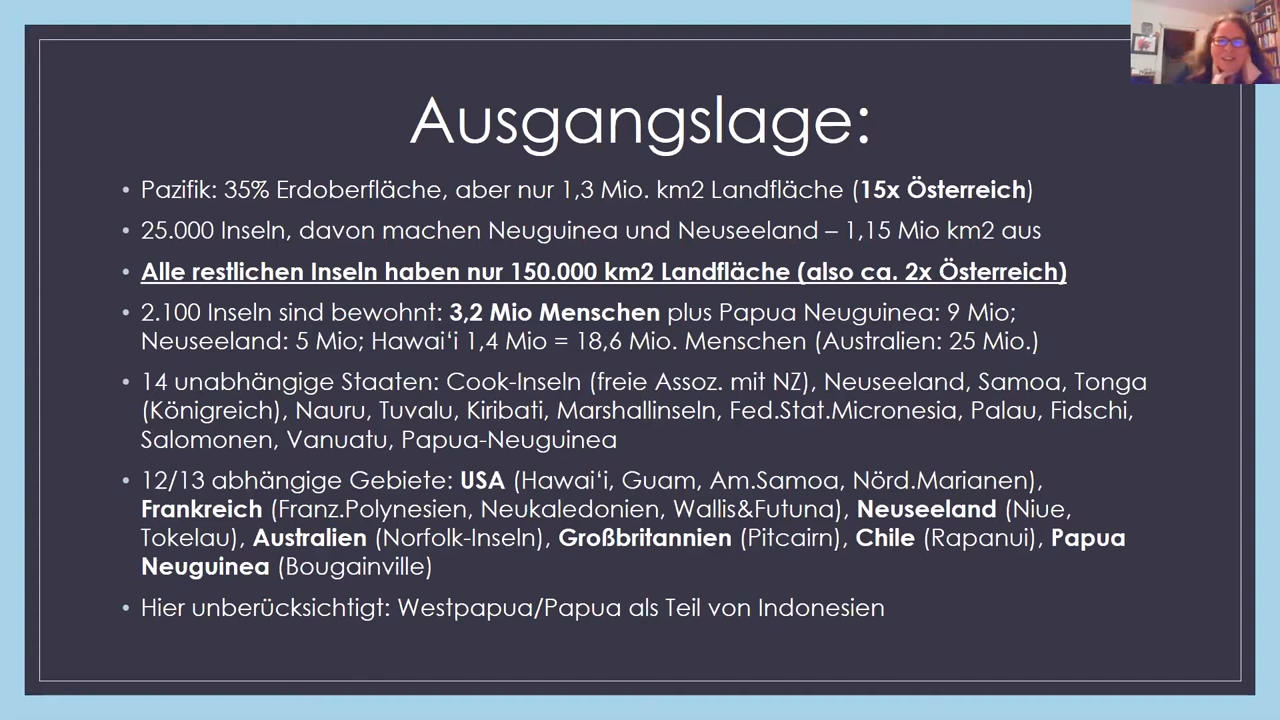 Ausgangslage:
• Pazifik: 35% Erdoberfläche, aber nur 1,3 Mio. km2 Landfläche (15x Österreich)
• 25.000 Inseln, davon machen Neuguinea und Neuseeland – 1,15 Mio km2 aus
• Alle restlichen Inseln haben nur 150.000 km2 Landfläche (also ca. 2x Österreich)
• 2.100 Inseln sind bewohnt: 3,2 Mio Menschen plus Papua Neuguinea: 9 Mio;
Neuseeland: 5 Mio; Hawai‘i 1,4 Mio = 18,6 Mio. Menschen (Australien: 25 Mio.)
• 14 unabhängige Staaten: Cook-Inseln (freie Assoz. mit NZ), Neuseeland, Samoa, Tonga
(Königreich), Nauru, Tuvalu, Kiribati, Marshallinseln, Fed.Stat.Micronesia, Palau, Fidschi,
Salomonen, Vanuatu, Papua-Neuguinea
• 12/13 abhängige Gebiete: USA (Hawai‘i, Guam, Am.Samoa, Nörd.Marianen),
Frankreich (Franz.Polynesien, Neukaledonien, Wallis&Futuna), Neuseeland (Niue,
Tokelau), Australien (Norfolk-Inseln), Großbritannien (Pitcairn), Chile (Rapanui), Papua
Neuguinea (Bougainville)
• Hier unberücksichtigt: Westpapua/Papua als Teil von Indonesien